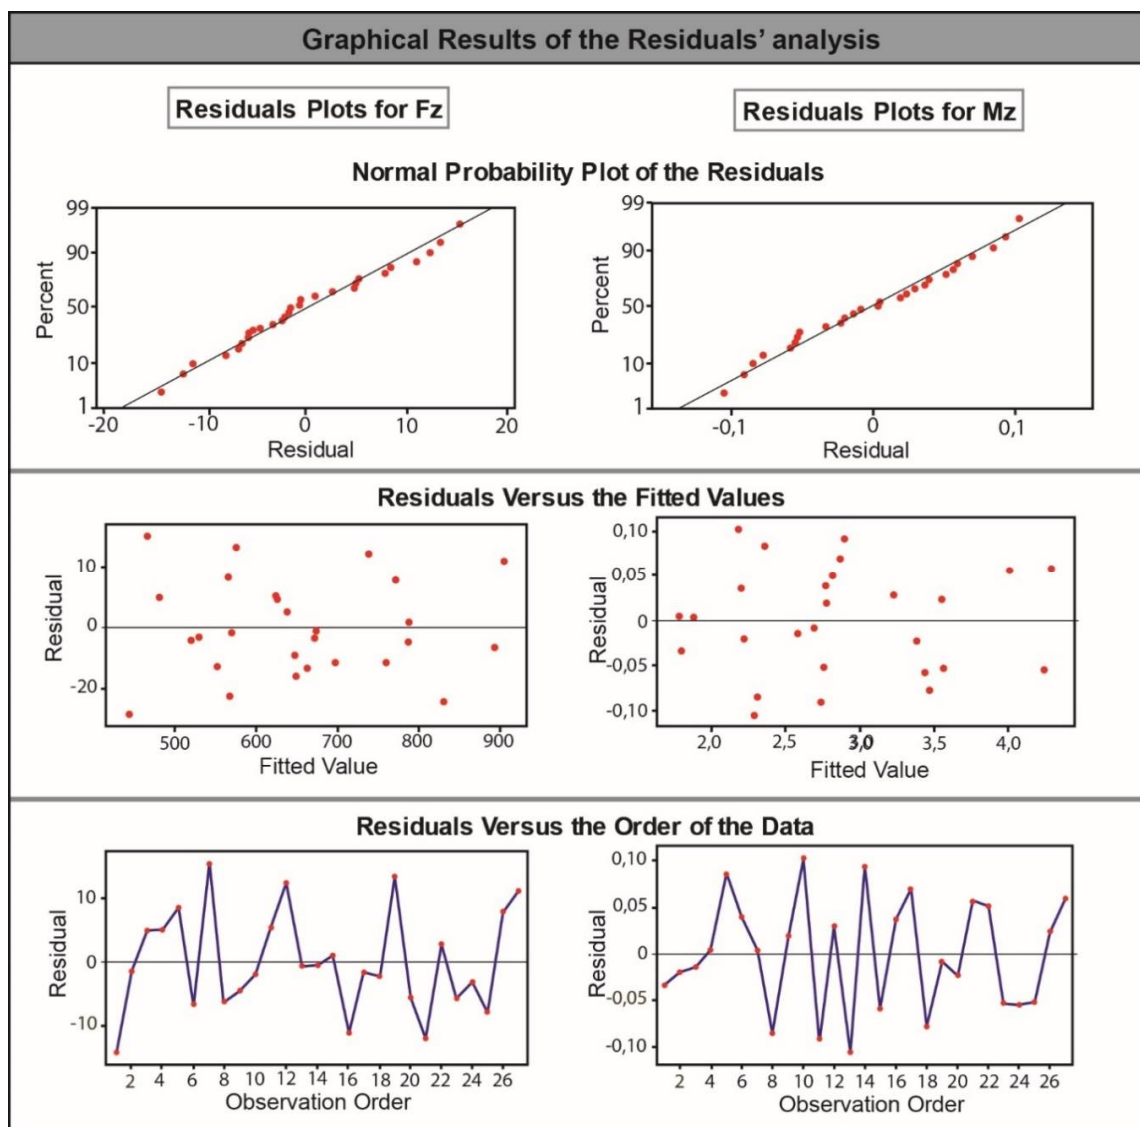 Graphical Results of the Residuals’ analysis
Residuals Plots for Fz
Residuals Plots for Mz
Normal Probability Plot of the Residuals
99
90
50
10
1
Percent
-20 -10 0 10 20
Residual
99
90
50
10
1
Percent
-0,1 0 0,1
Residual
Residuals Versus the Fitted Values
10
0
-20
Residual
500 600 700 800 900
Fitted Value
0,10
0,05
0
-0,05
-0,10
Residual
2,0 2,5 3,0 3,5 4,0
Fitted Value
Residuals Versus the Order of the Data
10
0
-10
Residual
2 4 6 8 10 12 14 16 18 20 22 24 26
Observation Order
0,10
0,05
0
-0,05
-0,10
Residual
2 4 6 8 10 12 14 16 18 20 22 24 26
Observation Order